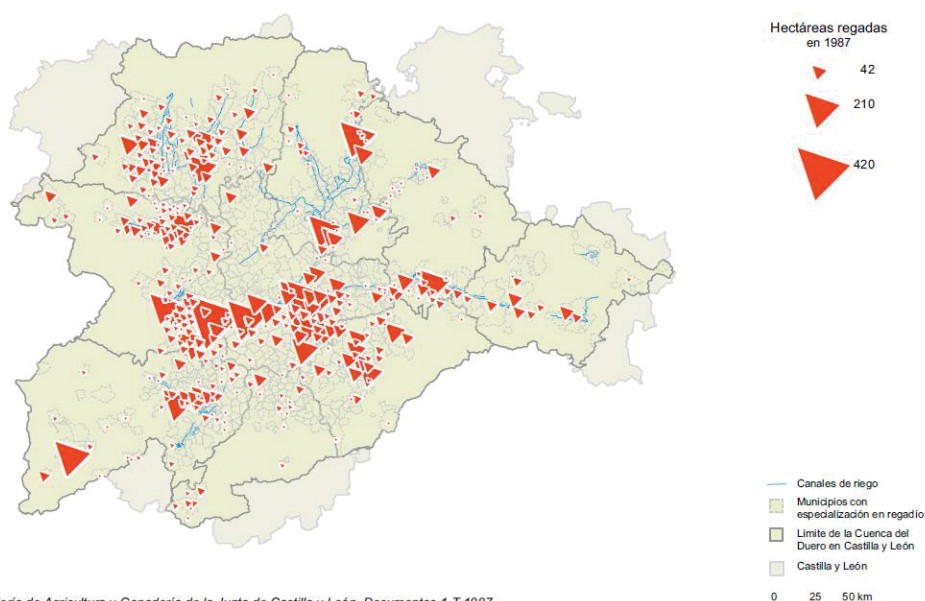 Hectáreas regadas
en 1987
42
210
420
Canales de riego
Municipios con
especialización en regadío
Limite de la Cuenca del
Duero en Castilla y León
Castilla y León
0 25 50 km
de Agricultura y Ganadería de la Junta de Castilla y León. Documentos 1-T 1987